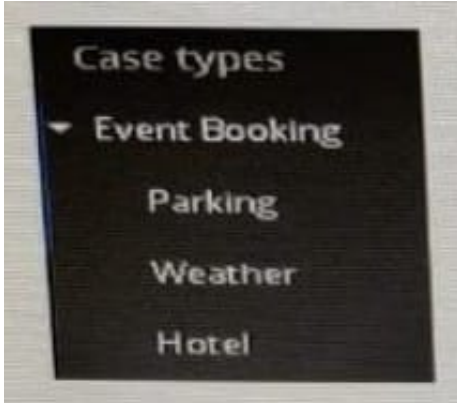 Case types
Event Booking
Parking
Weather
Hotel